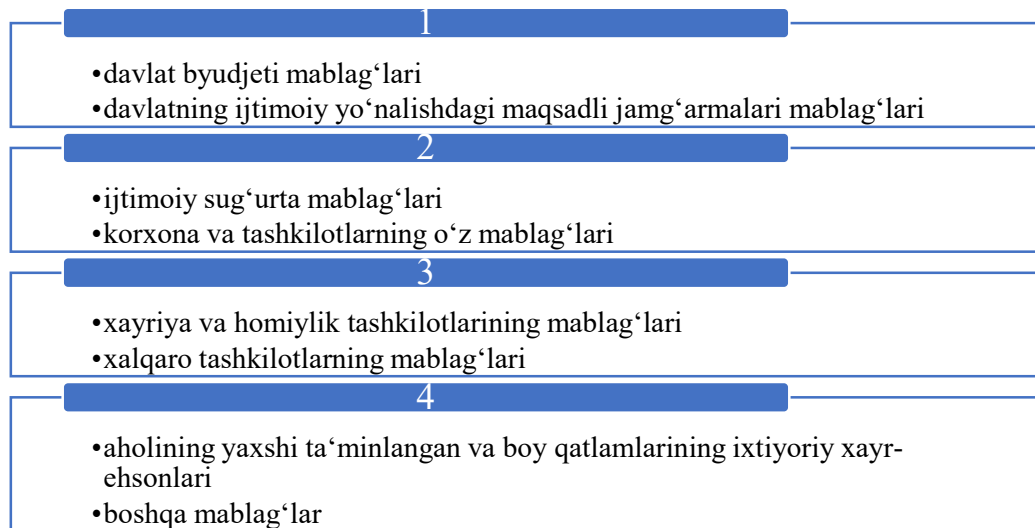 1
•davlat byudjeti mablag‘lari
•davlatning ijtimoiy yo‘nalishdagi maqsadli jamg‘armalari mablag‘lari
2
•ijtimoiy sug‘urta mablag‘lari
•korxona va tashkilotlarning o‘z mablag‘lari
3
•xayriya va homiylik tashkilotlarining mablag‘lari
•xalqaro tashkilotlarning mablag‘lari
4
•aholining yaxshi ta‘minlangan va boy qatlamlarining ixtiyoriy xayr-
ehsonlari
•boshqa mablag‘lar